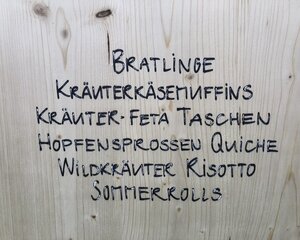 BRATLINGE
KRÄUTERKÄSEMUFFINS
KRÄUTER-FETA TASCHEN
HOPFENSPROSSEN QUICHE
WILDKRÄUTER RISOTTO
SOMMERROLLS